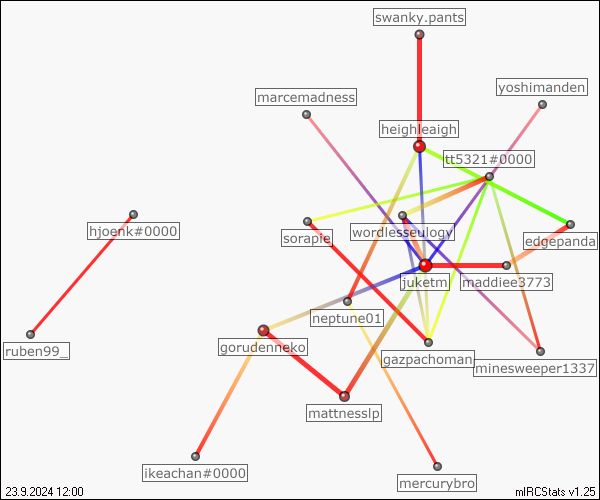 swanky.pants
yoshimanden
marcemadness
heighleaigh
tt5321#0000
hjoenk#0000
sorapie
wordlesseulogy
edgepanda
juketm
maddiee3773
neptune01
ruben99_
gorudenneko
gazpachoman
minesweeper1337
mattnesslp
ikeachan#0000
mercurybro
23.9.2024 12:00
mIRCStats v1.25